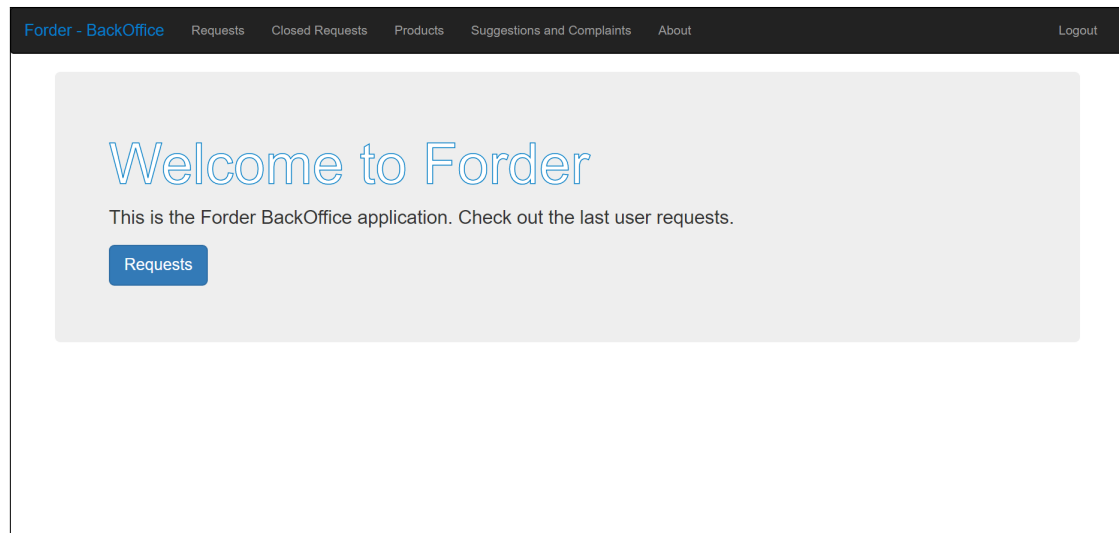 Forder - BackOffice Requests Closed Requests Products Suggestions and Complaints About Logout
Welcome to Forder
This is the Forder BackOffice application. Check out the last user requests.
Requests